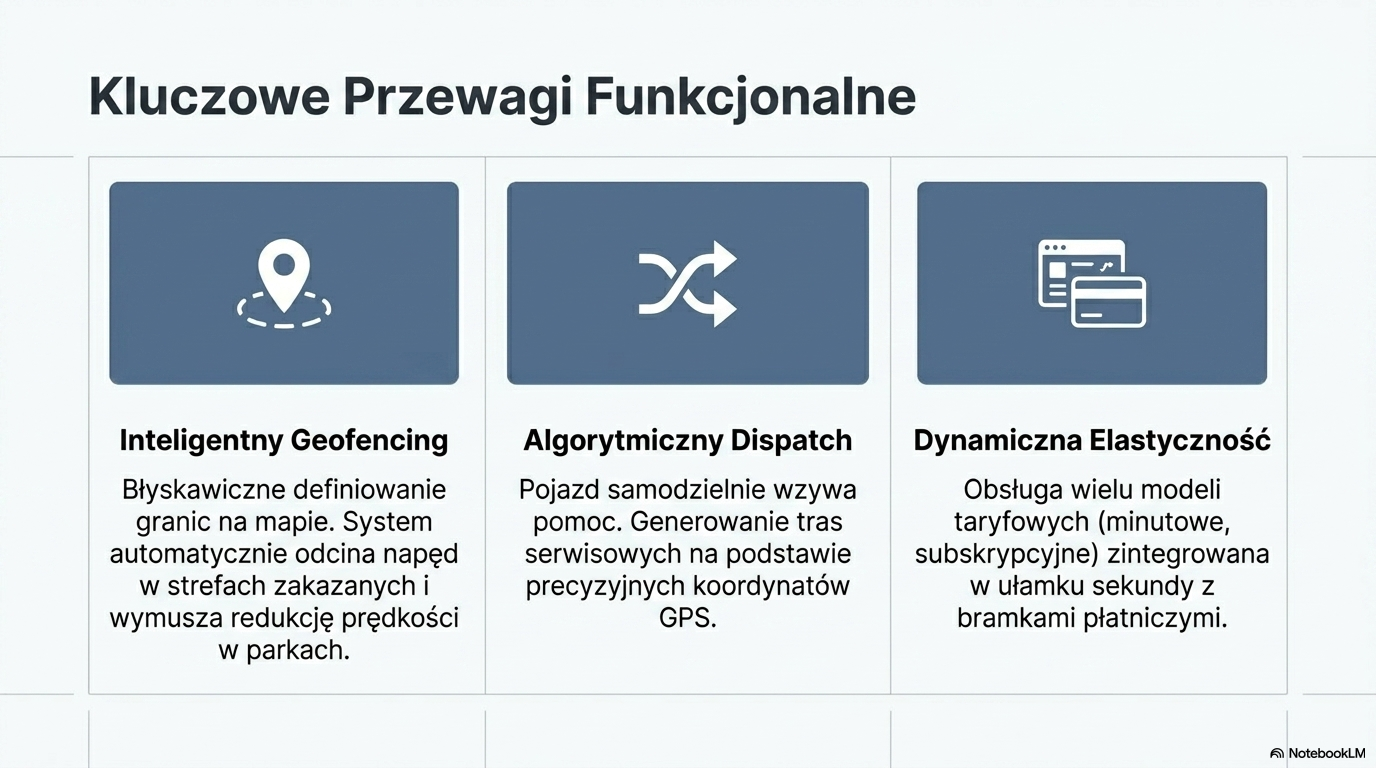 Kluczowe Przewagi Funkcjonalne
Inteligentny Geofencing
Błyskawiczne definiowanie
granic na mapie. System
automatycznie odcina napęd
w strefach zakazanych i
wymusza redukcję prędkości
w parkach.
Algorytmiczny Dispatch
Pojazd samodzielnie wzywa
pomoc. Generowanie tras
serwisowych na podstawie
precyzyjnych koordynatów
GPS.
Dynamiczna Elastyczność
Obsługa wielu modeli
taryfowych (minutowe,
subskrypcyjne) zintegrowana
w ułamku sekundy z
bramkami płatniczymi.
NotebookLM